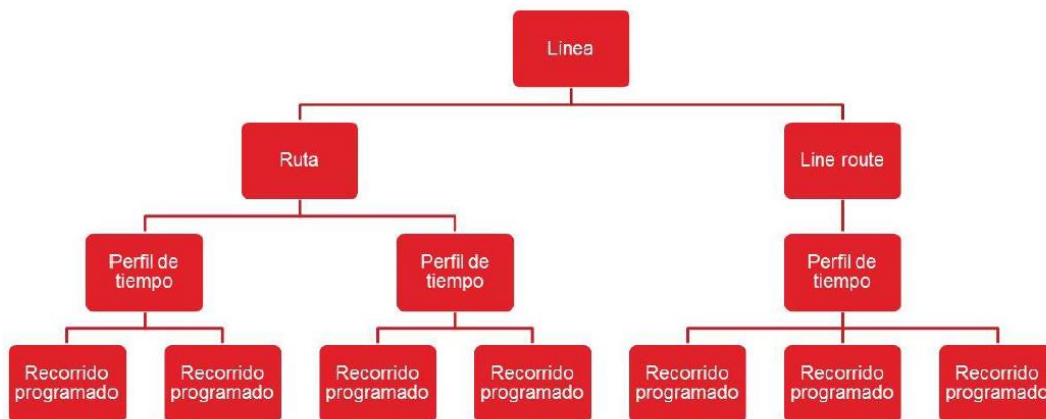 Línea
Ruta
Line route
Perfil de
tiempo
Perfil de
tiempo
Perfil de
tiempo
Recorrido
programado
Recorrido
programado
Recorrido
programado
Recorrido
programado
Recorrido
programado
Recorrido
programado
Recorrido
programado